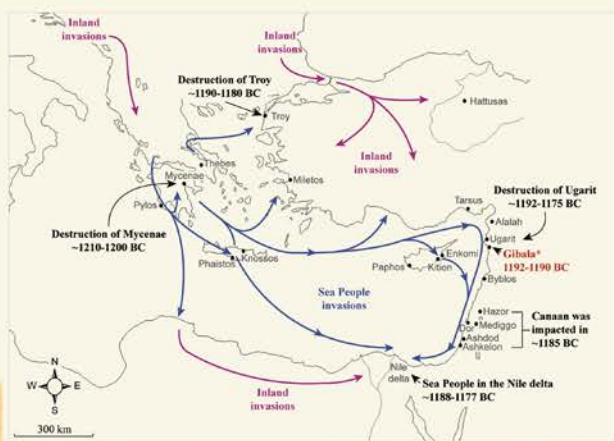 Inland
invasions
Inland
invasions
Destruction of Troy
~1190-1180 BC
Troy
Hattusas
Inland
invasions
Thebes
Mycenae
Miletos
Pylos
Tarsus
Destruction of Ugarit
~1192-1175 BC
Alalah
Ugarit
Destruction of Mycenae
~1210-1200 BC
Knossos
Phaistos
Enkomi
Paphos
Kition
Gibala*
1192-1190 BC
Byblos
Sea People
invasions
Hazor
Dor
Mediggo
Ashdod
Ashkelon
Canaan was
impacted in
~1185 BC
Nile
delta
Sea People in the Nile delta
~1188-1177 BC
Inland
invasions
N
W
E
S
300 km